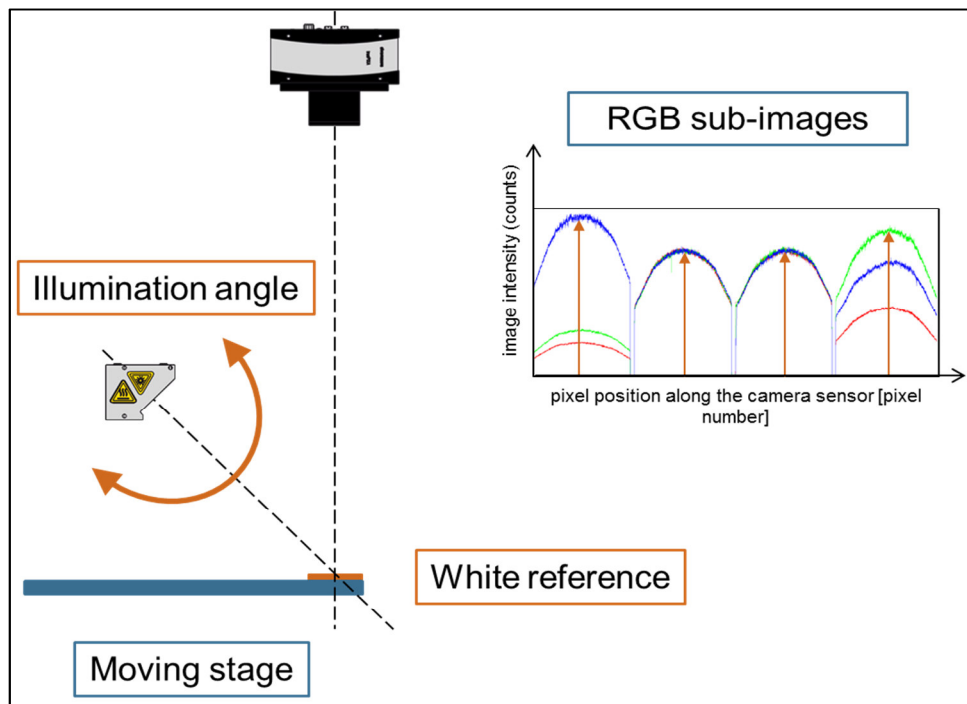 RGB sub-images
image intensity (counts)
pixel position along the camera sensor [pixel
number]
Illumination angle
White reference
Moving stage